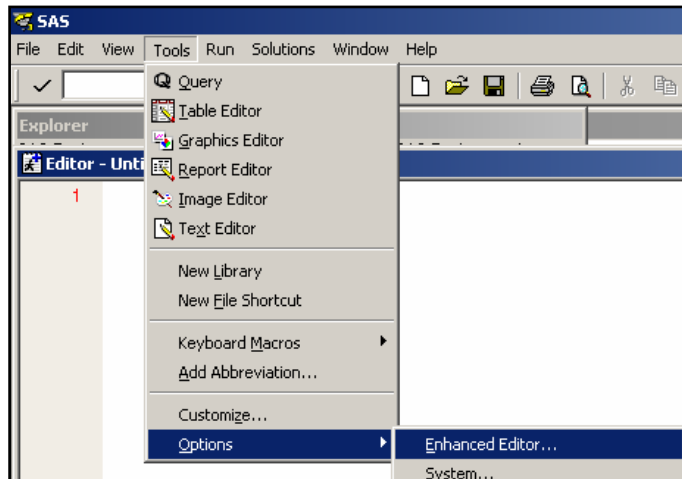 SAS
File Edit View Tools Run Solutions Window Help
Query
Table Editor
Explorer
Graphics Editor
Editor - Unti
Report Editor
1
Image Editor
Text Editor
New Library
New File Shortcut
Keyboard Macros
Add Abbreviation...
Customize...
Options
Enhanced Editor...
System...